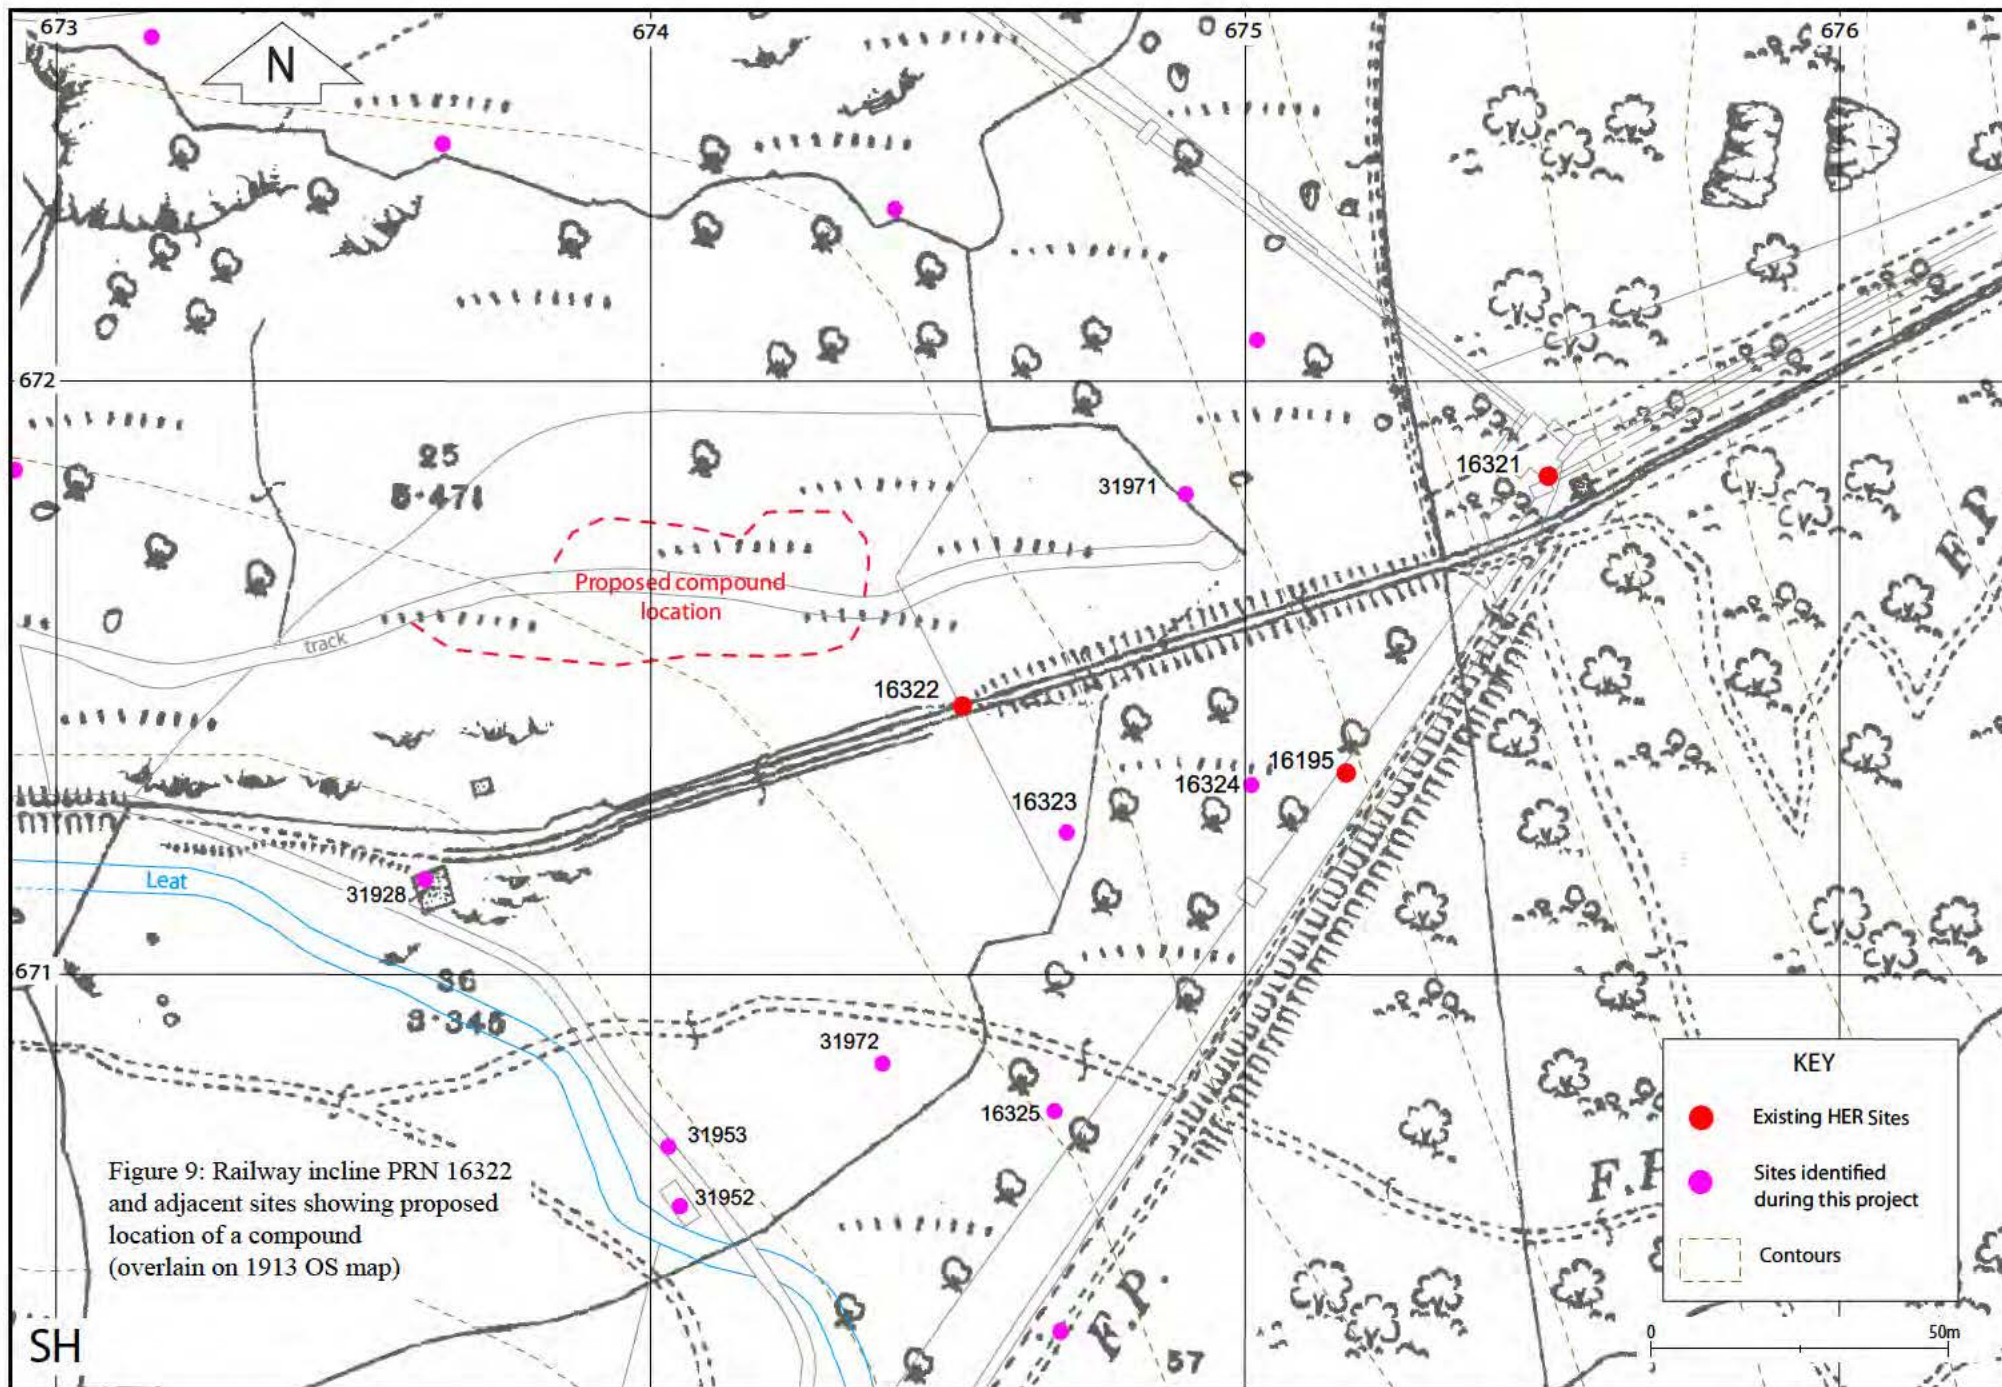 673
674
675
676
N
672
25
5·471
16321
31971
Proposed compound
location
track
16322
16195
16324
16323
31928
Leat
671
36
3·345
31972
16325
31953
31952
Figure 9: Railway incline PRN 16322
and adjacent sites showing proposed
location of a compound
(overlain on 1913 OS map)
SH
F.P.
57
KEY
Existing HER Sites
Sites identified
during this project
Contours
0
50m